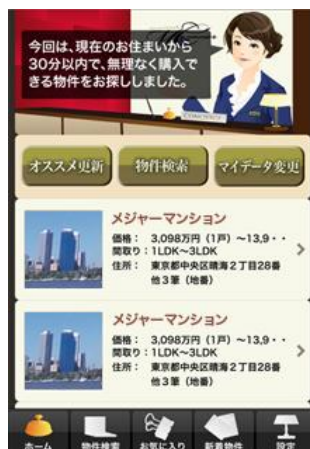 今回は、現在のお住まいから
30分以内で、無理なく購入で
きる物件をお探ししました。
CONCIERGE
オススメ更新
物件検索
マイデータ変更
メジャーマンション
価格： 3,098万円（1戸）～13,9・・
間取り：1LDK～3LDK
住所： 東京都中央区晴海２丁目28番
他３筆（地番）
メジャーマンション
価格： 3,098万円（1戸）～13,9・・
間取り：1LDK～3LDK
住所： 東京都中央区晴海２丁目28番
他３筆（地番）
ホーム
物件検索
お気に入り
新着物件
設定